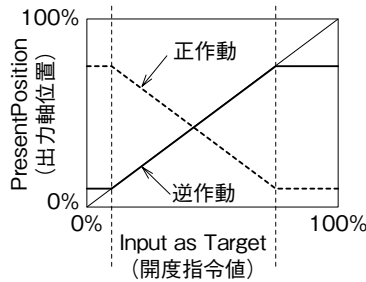 100%
正作動
PresentPosition
（出力軸位置）
逆作動
0%
0%
100%
Input as Target
（開度指令値）